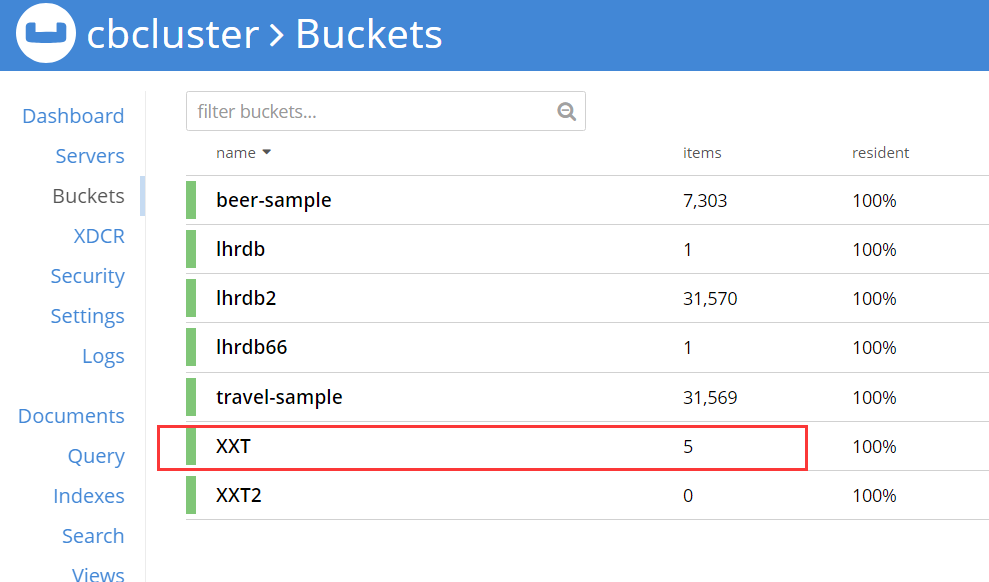 cbcluster > Buckets
Dashboard
Servers
Buckets
XDCR
Security
Settings
Logs
Documents
Query
Indexes
Search
Views
filter buckets...
name items resident
beer-sample 7,303 100%
lhrdb 1 100%
lhrdb2 31,570 100%
lhrdb66 1 100%
travel-sample 31,569 100%
XXT 5 100%
XXT2 0 100%